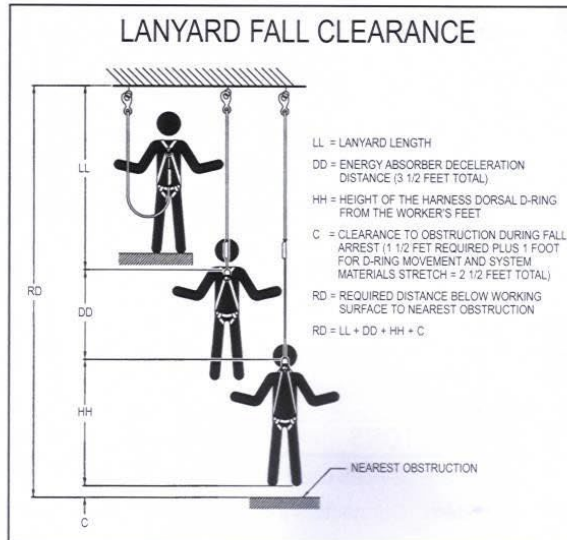 LANYARD FALL CLEARANCE
LL
DD
RD
HH
C
LL = LANYARD LENGTH
DD = ENERGY ABSORBER DECELERATION
DISTANCE (3 1/2 FEET TOTAL)
HH = HEIGHT OF THE HARNESS DORSAL D-RING
FROM THE WORKER'S FEET
C = CLEARANCE TO OBSTRUCTION DURING FALL
ARREST (1 1/2 FET REQUIRED PLUS 1 FOOT
FOR D-RING MOVEMENT AND SYSTEM
MATERIALS STRETCH = 2 1/2 FEET TOTAL)
RD = REQUIRED DISTANCE BELOW WORKING
SURFACE TO NEAREST OBSTRUCTION
RD = LL + DD + HH + C
NEAREST OBSTRUCTION